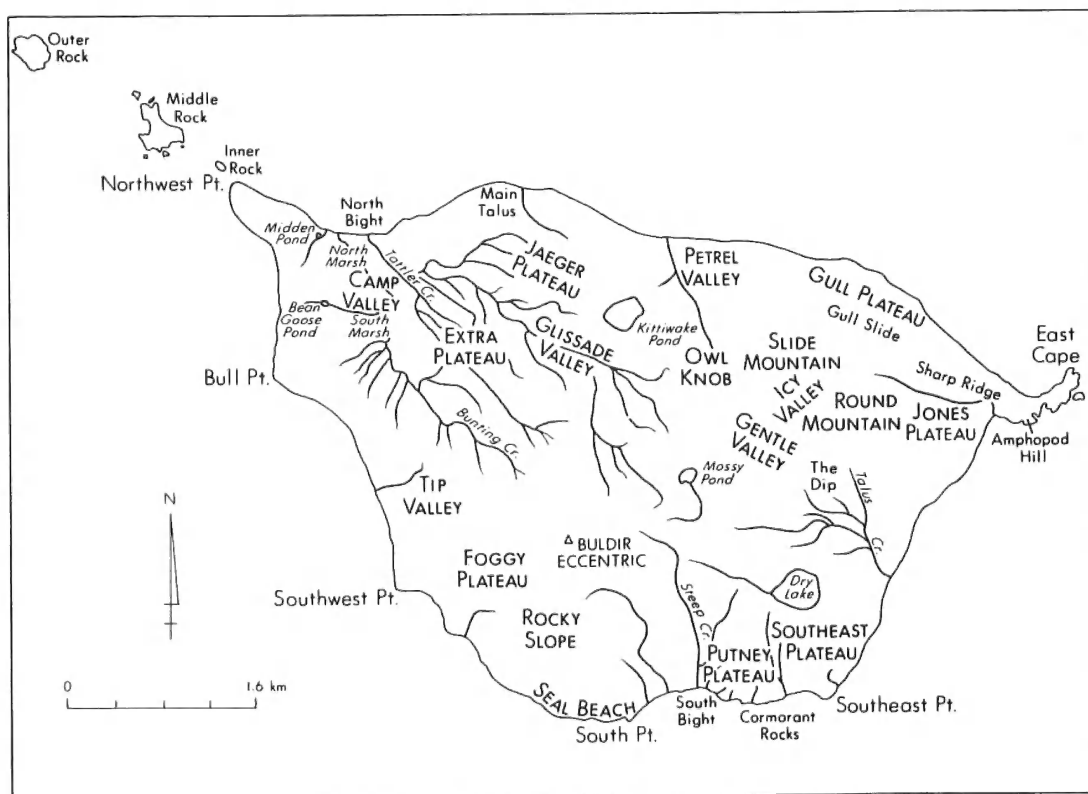 OUTER
ROCK
MIDDLE
ROCK
INNER
ROCK
NORTHWEST PT.
NORTH
BIGHT
MAIN
TALUS
Midden
Pond
North
Marsh
Tattler Cr.
JAEGER
PLATEAU
PETREL
VALLEY
GULL PLATEAU
Gull Slide
CAMP
VALLEY
Bean
Goose
Pond
South
Marsh
EXTRA
PLATEAU
GLISSADE
VALLEY
Kittiwake
Pond
OWL
KNOB
SLIDE
MOUNTAIN
ICY
VALLEY
EAST
CAPE
Sharp Ridge
BULL PT.
ROUND
MOUNTAIN
JONES
PLATEAU
AMPHOPOD
HILL
GENTLE
VALLEY
Bunting Cr.
Mossy
Pond
THE
DIP
Talus
Cr.
TIP
VALLEY
N
BULDIR
ECCENTRIC
FOGGY
PLATEAU
Dry
Lake
SOUTHWEST PT.
Steep Cr.
ROCKY
SLOPE
SOUTHEAST
PLATEAU
PUTNEY
PLATEAU
0 1.6 km
SEAL BEACH
SOUTH
BIGHT
SOUTHEAST PT.
CORMORANT
ROCKS
SOUTH PT.